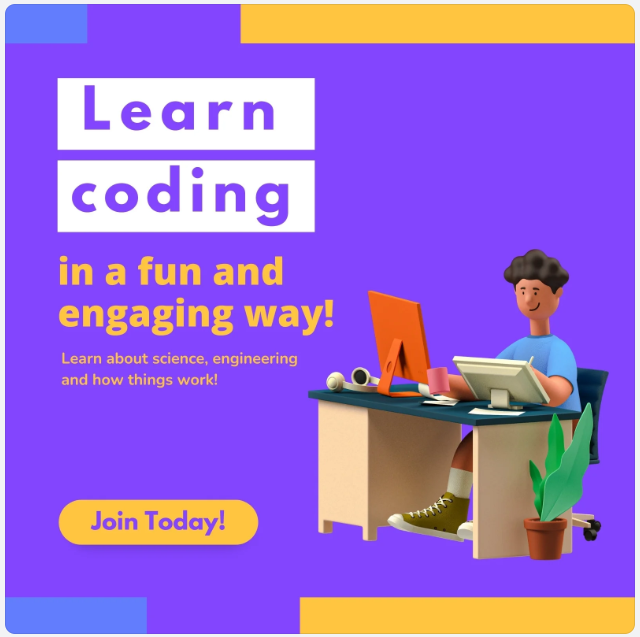 Learn
coding
in a fun and
engaging way!
Learn about science, engineering
and how things work!
Join Today!